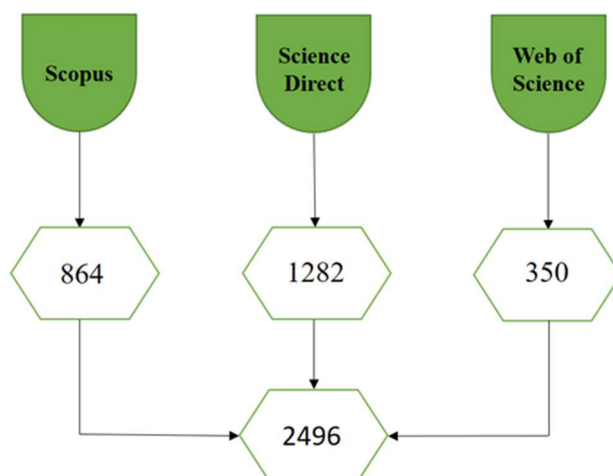 Scopus
Science
Direct
Web of
Science
864
1282
350
2496